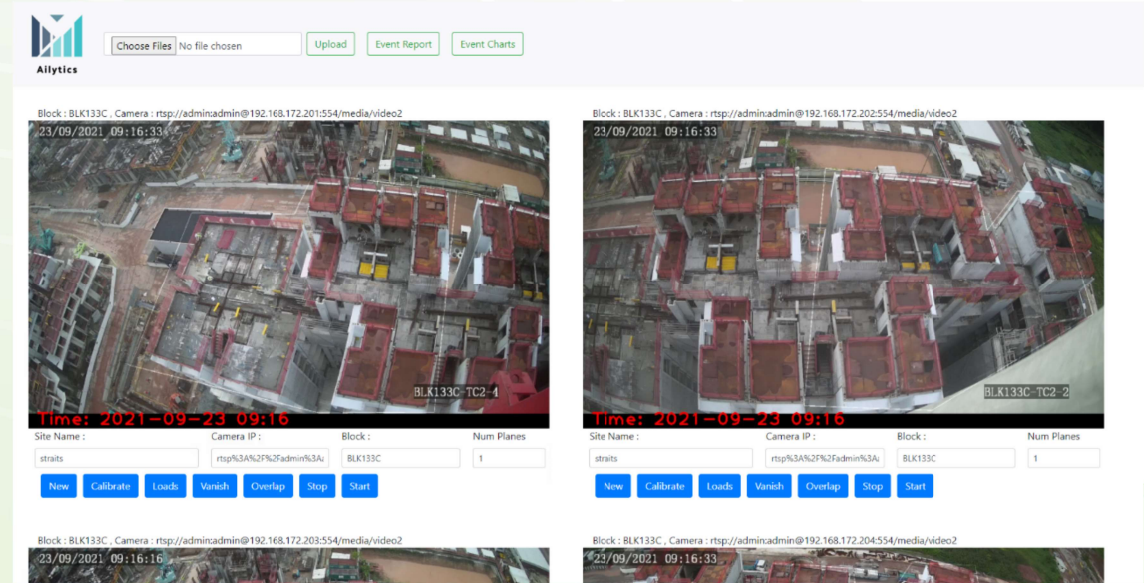 Choose Files No file chosen Upload Event Report Event Charts
Ailytics
Block : BLK133C , Camera : rtsp://admin:admin@192.168.172.201:554/media/video2
23/09/2021 09:16:33
BLK133C-TC2-4
Time: 2021-09-23 09:16
Site Name : Camera IP : Block : Num Planes
straits rtsp%3A%2F%2Fadmin%3A BLK133C 1
New Calibrate Loads Vanish Overlap Stop Start
Block : BLK133C , Camera : rtsp://admin:admin@192.168.172.202:554/media/video2
23/09/2021 09:16:33
BLK133C-TC2-2
Time: 2021-09-23 09:16
Site Name : Camera IP : Block : Num Planes
straits rtsp%3A%2F%2Fadmin%3A BLK133C 1
New Calibrate Loads Vanish Overlap Stop Start
Block : BLK133C , Camera : rtsp://admin:admin@192.168.172.203:554/media/video2
23/09/2021 09:16:16
Block : BLK133C , Camera : rtsp://admin:admin@192.168.172.204:554/media/video2
23/09/2021 09:16:33